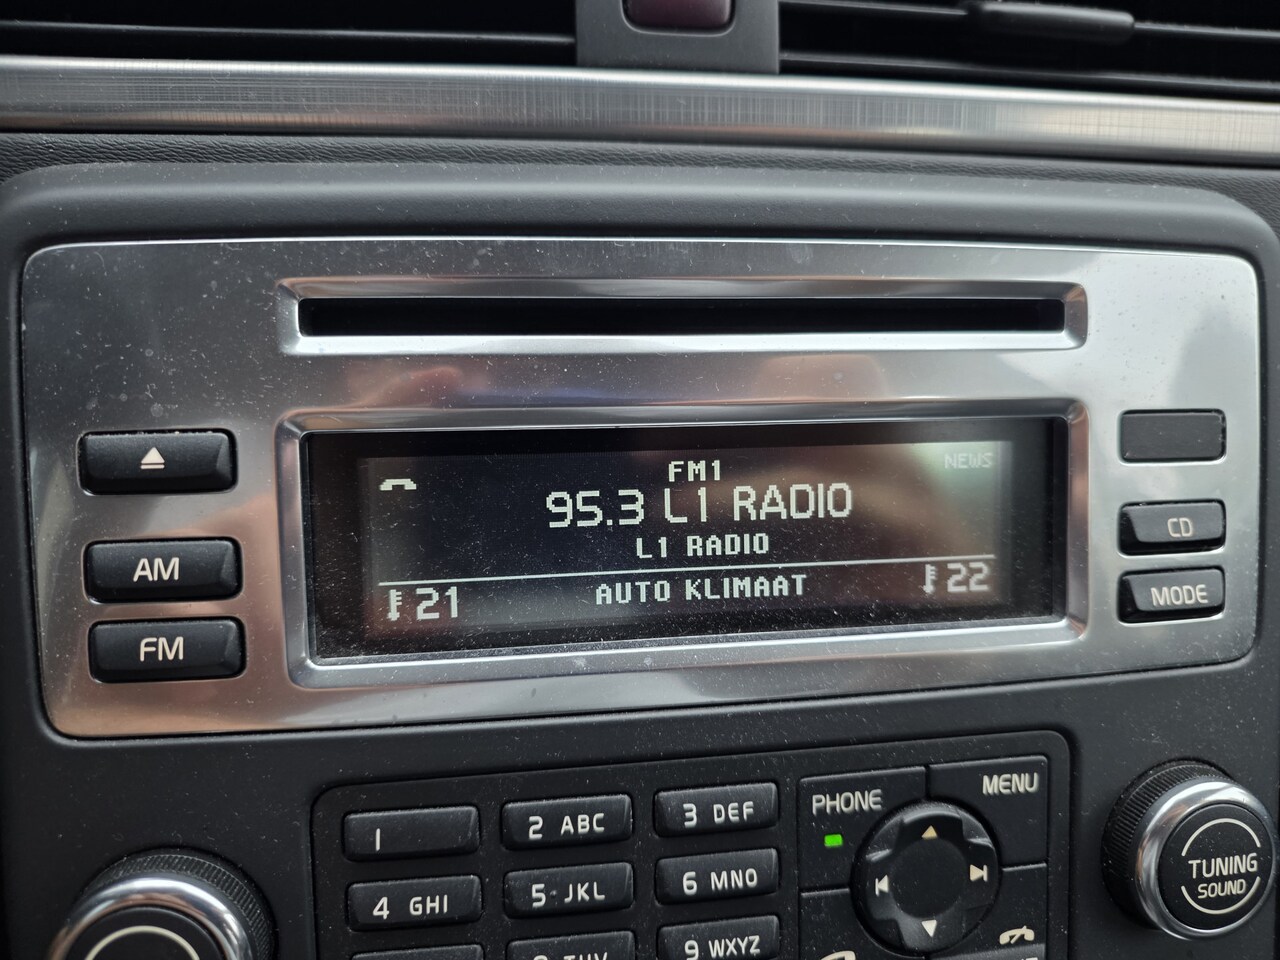 FM1
NEWS
95.3 L1 RADIO
L1 RADIO
21 AUTO KLIMAAT 22
AM
FM
CD
MODE
1
2 ABC
3 DEF
4 GHI
5 JKL
6 MNO
9 WXYZ
PHONE
MENU
TUNING
SOUND